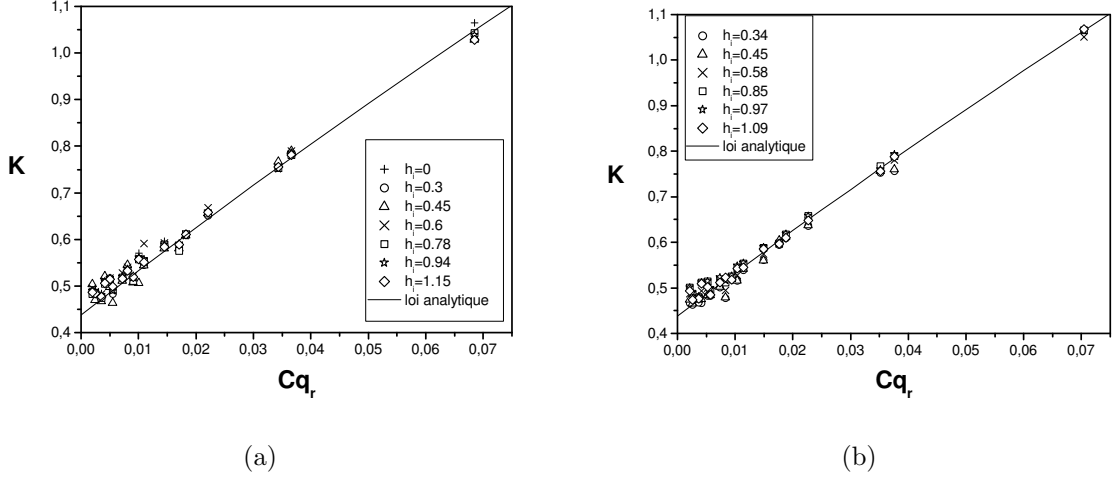 1,1
1,0
0,9
0,8
0,7
0,6
0,5
0,4
K
0,00 0,01 0,02 0,03 0,04 0,05 0,06 0,07
Cq_r
h_i=0
h_i=0.3
h_i=0.45
h_i=0.6
h_i=0.78
h_i=0.94
h_i=1.15
loi analytique
(a)
1,1
1,0
0,9
0,8
0,7
0,6
0,5
0,4
K
0,00 0,01 0,02 0,03 0,04 0,05 0,06 0,07
Cq_r
h_i=0.34
h_i=0.45
h_i=0.58
h_i=0.85
h_i=0.97
h_i=1.09
loi analytique
(b)